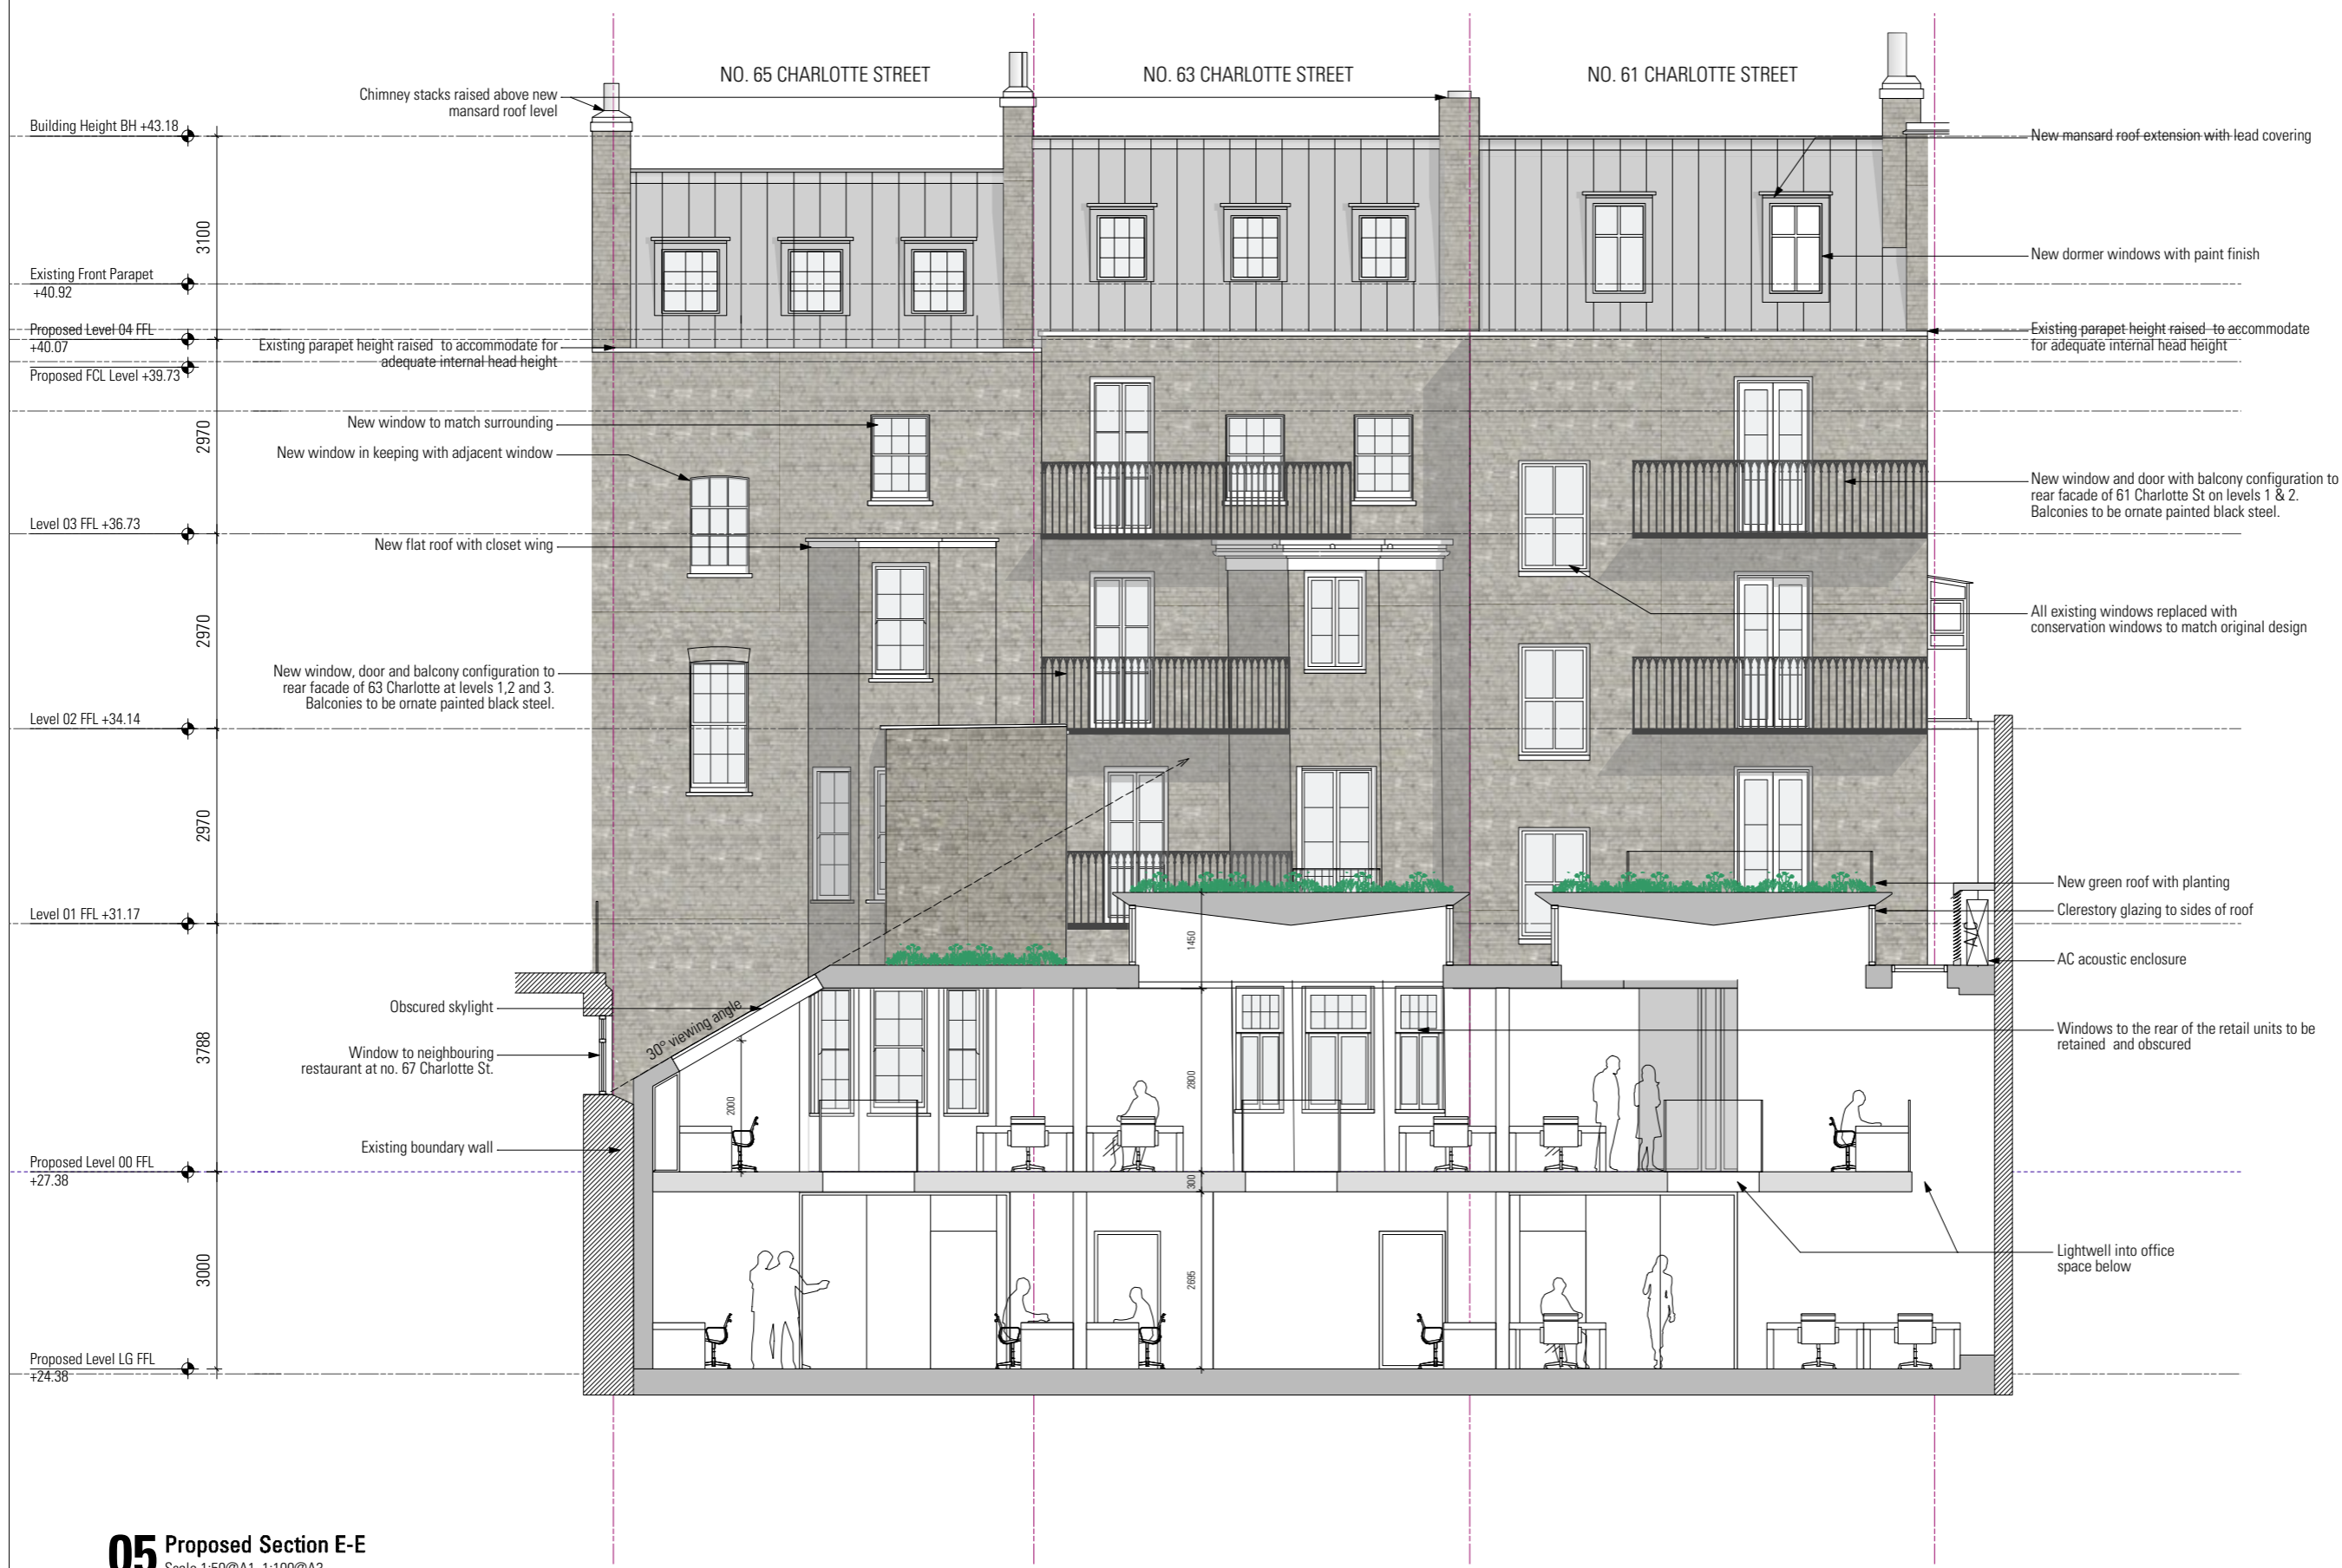 NO. 65 CHARLOTTE STREET
NO. 63 CHARLOTTE STREET
NO. 61 CHARLOTTE STREET
Chimney stacks raised above new
mansard roof level
Building Height BH +43.18
3100
Existing Front Parapet
+40.92
Proposed Level 04 FFL
+40.07
Proposed FCL Level +39.73
Existing parapet height raised to accommodate for
adequate internal head height
2970
New window to match surrounding
New window in keeping with adjacent window
Level 03 FFL +36.73
New flat roof with closet wing
2970
New window, door and balcony configuration to
rear facade of 63 Charlotte at levels 1,2 and 3.
Balconies to be ornate painted black steel.
Level 02 FFL +34.14
2970
Level 01 FFL +31.17
Obscured skylight
3788
Window to neighbouring
restaurant at no. 67 Charlotte St.
Existing boundary wall
Proposed Level 00 FFL
+27.38
3000
Proposed Level LG FFL
+24.38
30° viewing angle
2000
1450
2800
300
2695
New mansard roof extension with lead covering
New dormer windows with paint finish
Existing parapet height raised to accommodate
for adequate internal head height
New window and door with balcony configuration to
rear facade of 61 Charlotte St on levels 1 & 2.
Balconies to be ornate painted black steel.
All existing windows replaced with
conservation windows to match original design
New green roof with planting
Clerestory glazing to sides of roof
A/C
AC acoustic enclosure
Windows to the rear of the retail units to be
retained and obscured
Lightwell into office
space below
05 Proposed Section E-E
Scale 1:50@A1, 1:100@A3